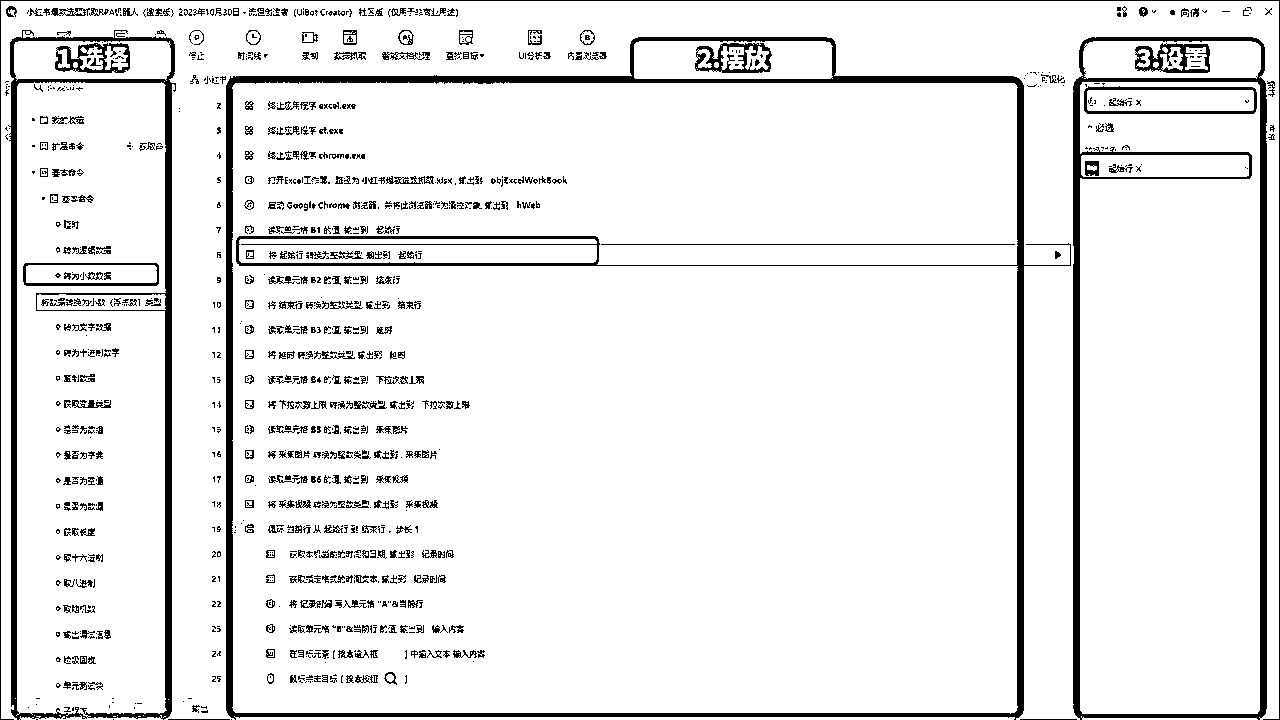 小红书爆款选题抓取RPA机器人（搜索版）2023年10月30日 - 流程创造者（UiBot Creator）社区版（仅用于非商业用途）
停止
时间线
录制
数据抓取
智能文档处理
查找目标
UI分析器
内置浏览器
1.选择
2.摆放
3.设置
小红书
可视化
我的收藏
扩展命令
基本命令
基本命令
延时
转为逻辑数据
转为小数数据
将数据转换为小数（浮点数）类型
转为文字数据
转为十进制数字
复制数据
获取变量类型
是否为数组
是否为字典
是否为空值
是否为数值
获取长度
取十六进制
取八进制
取随机数
输出调试信息
垃圾回收
单元测试块
子程序
2 终止应用程序 excel.exe
3 终止应用程序 et.exe
4 终止应用程序 chrome.exe
5 打开Excel工作簿，路径为 小红书爆款选题抓取.xlsx , 输出到 objExcelWorkBook
6 启动 Google Chrome 浏览器，并将此浏览器作为操控对象, 输出到 hWeb
7 读取单元格 B1 的值, 输出到 起始行
8 将 起始行 转换为整数类型, 输出到 起始行
9 读取单元格 B2 的值, 输出到 结束行
10 将 结束行 转换为整数类型, 输出到 结束行
11 读取单元格 B3 的值, 输出到 延时
12 将 延时 转换为整数类型, 输出到 延时
13 读取单元格 B4 的值, 输出到 下拉次数上限
14 将 下拉次数上限 转换为整数类型, 输出到 下拉次数上限
15 读取单元格 B5 的值, 输出到 采集图片
16 将 采集图片 转换为整数类型, 输出到 采集图片
17 读取单元格 B6 的值, 输出到 采集视频
18 将 采集视频 转换为整数类型, 输出到 采集视频
19 循环 当前行 从 起始行 到 结束行 , 步长 1
20 获取本机当前的时间和日期, 输出到 记录时间
21 获取指定格式的时间文本, 输出到 记录时间
22 将 记录时间 写入单元格 "A"&当前行
23 读取单元格 "B"&当前行 的值, 输出到 输入内容
24 在目标元素 [ 搜索输入框 ] 中输入文本 输入内容
25 鼠标点击目标 [ 搜索按钮 ]
输出
起始行 X
必选
转换对象
起始行 X